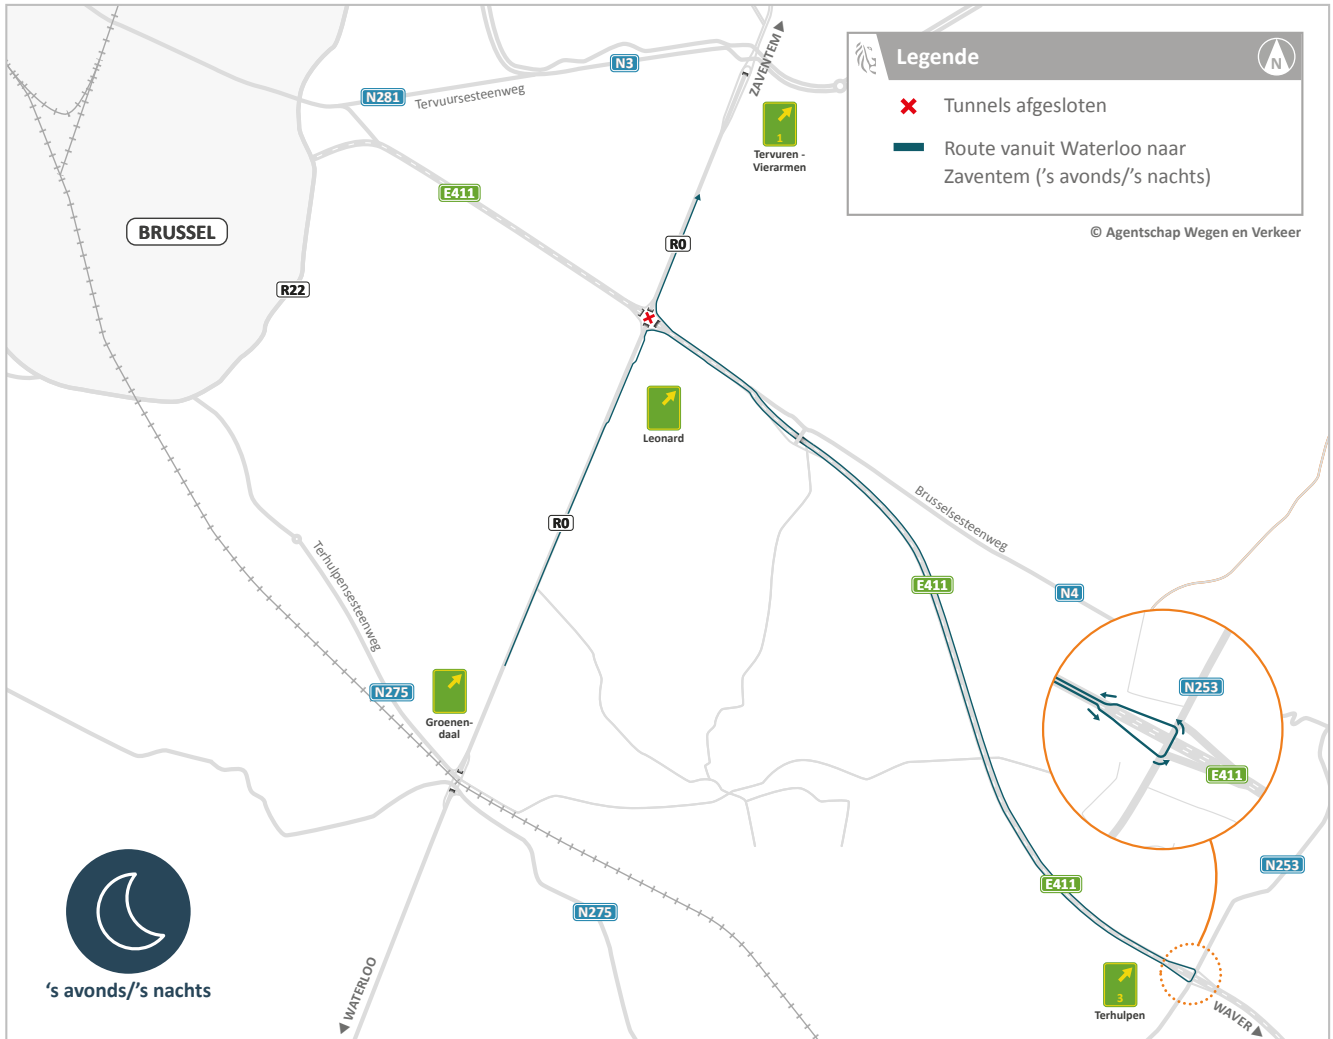 ZAVENTEM
N3
N281
Tervuursesteenweg
1
Tervuren -
Vierarmen
Legende
N
Tunnels afgesloten
Route vanuit Waterloo naar
Zaventem ('s avonds/'s nachts)
© Agentschap Wegen en Verkeer
E411
BRUSSEL
R0
R22
Leonard
R0
Brusselsesteenweg
Terhulpensesteenweg
E411
N4
N275
Groenen-
daal
N253
E411
N253
E411
N275
's avonds/'s nachts
WATERLOO
3
Terhulpen
WAVER